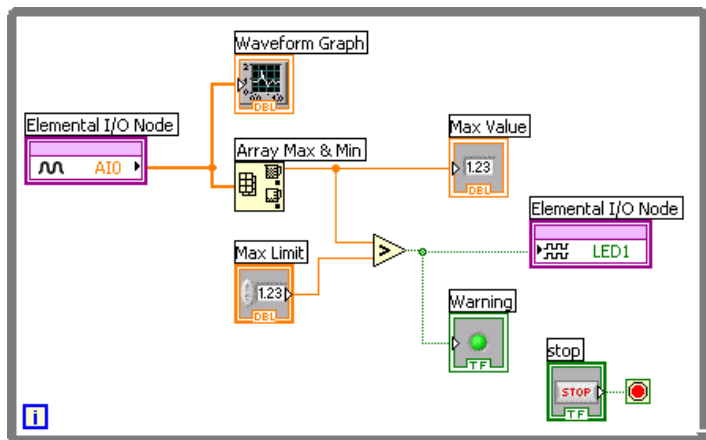 Waveform Graph
DBL
Elemental I/O Node
AI0
Array Max & Min
Max Value
1.23
DBL
Elemental I/O Node
LED1
Max Limit
1.23
DBL
>
Warning
TF
stop
STOP
TF
i